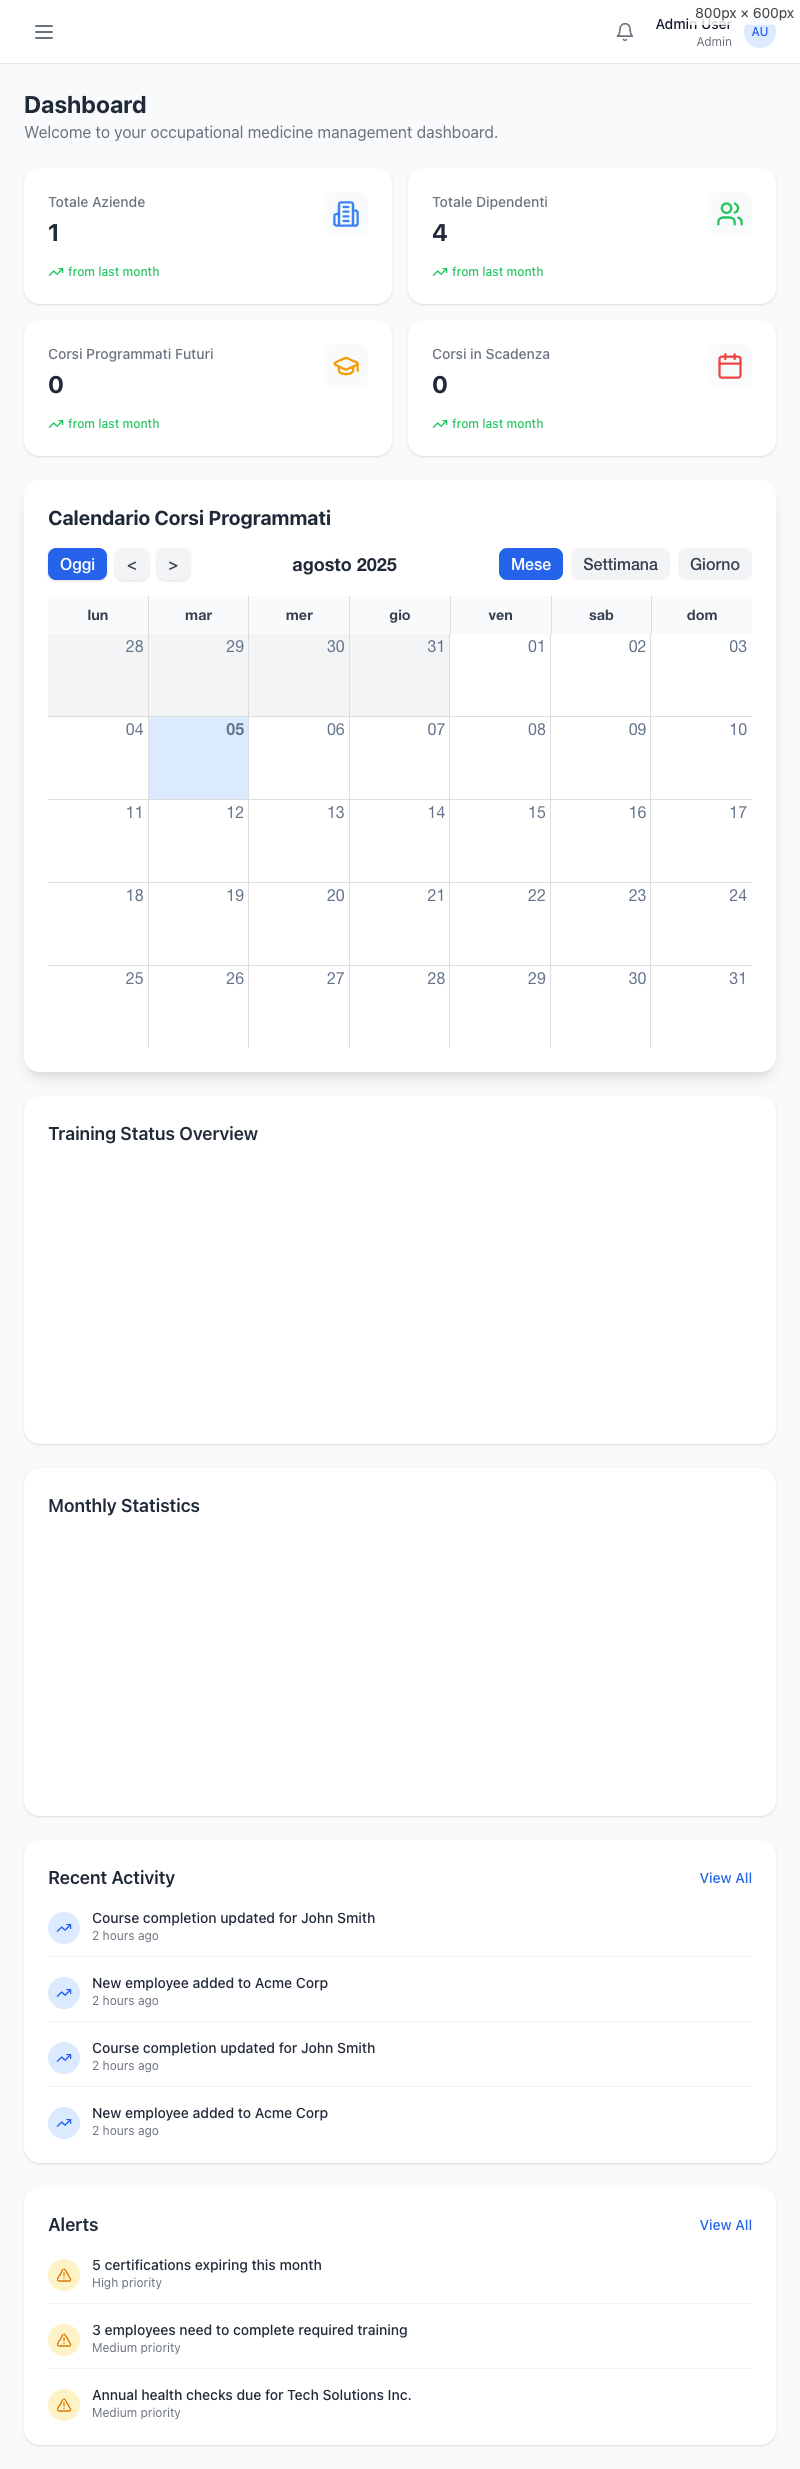 800px × 600px
Admin User
Admin
AU
Dashboard
Welcome to your occupational medicine management dashboard.
Totale Aziende
1
from last month
Totale Dipendenti
4
from last month
Corsi Programmati Futuri
0
from last month
Corsi in Scadenza
0
from last month
Calendario Corsi Programmati
Oggi < > agosto 2025 Mese Settimana Giorno
lun mar mer gio ven sab dom
28 29 30 31 01 02 03
04 05 06 07 08 09 10
11 12 13 14 15 16 17
18 19 20 21 22 23 24
25 26 27 28 29 30 31
Training Status Overview
Monthly Statistics
Recent Activity View All
Course completion updated for John Smith
2 hours ago
New employee added to Acme Corp
2 hours ago
Course completion updated for John Smith
2 hours ago
New employee added to Acme Corp
2 hours ago
Alerts View All
5 certifications expiring this month
High priority
3 employees need to complete required training
Medium priority
Annual health checks due for Tech Solutions Inc.
Medium priority